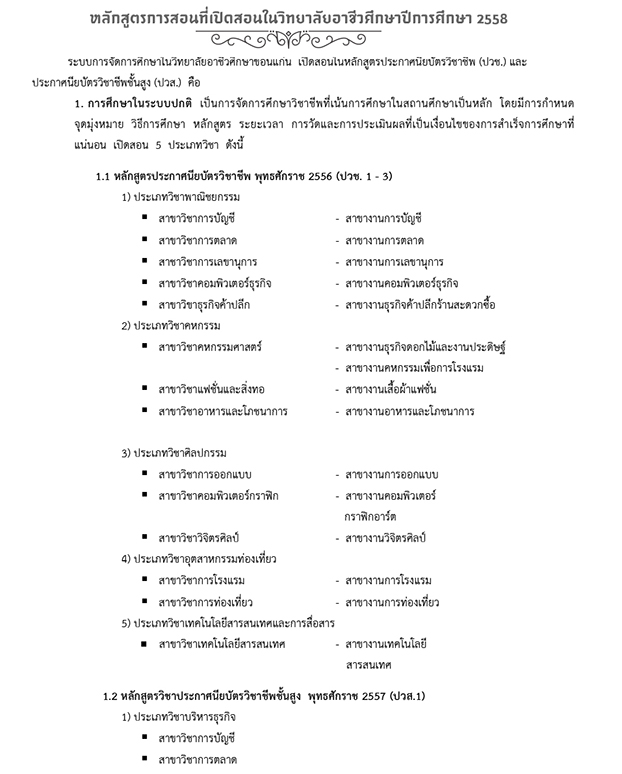 หลักสูตรการสอนที่เปิดสอนในวิทยาลัยอาชีวศึกษาปีการศึกษา 2558
ระบบการจัดการศึกษาในวิทยาลัยอาชีวศึกษาขอนแก่น เปิดสอนในหลักสูตรประกาศนียบัตรวิชาชีพ (ปวช.) และ
ประกาศนียบัตรวิชาชีพชั้นสูง (ปวส.) คือ
1. การศึกษาในระบบปกติ เป็นการจัดการศึกษาวิชาชีพที่เน้นการศึกษาในสถานศึกษาเป็นหลัก โดยมีการกำหนด
จุดมุ่งหมาย วิธีการศึกษา หลักสูตร ระยะเวลา การวัดและการประเมินผลที่เป็นเงื่อนไขของการสำเร็จการศึกษาที่
แน่นอน เปิดสอน 5 ประเภทวิชา ดังนี้
1.1 หลักสูตรประกาศนียบัตรวิชาชีพ พุทธศักราช 2556 (ปวช. 1 - 3)
1) ประเภทวิชาพาณิชยกรรม
▪ สาขาวิชาการบัญชี - สาขางานการบัญชี
▪ สาขาวิชาการตลาด - สาขางานการตลาด
▪ สาชาวิชาการเลขานุการ - สาขางานการเลขานุการ
▪ สาขาวิชาคอมพิวเตอร์ธุรกิจ - สาขางานคอมพิวเตอร์ธุรกิจ
▪ สาขาวิชาธุรกิจค้าปลีก - สาขางานธุรกิจค้าปลีกร้านสะดวกซื้อ
2) ประเภทวิชาคหกรรม
▪ สาขาวิชาคหกรรมศาสตร์ - สาขางานธุรกิจดอกไม้และงานประดิษฐ์
- สาขางานคหกรรมเพื่อการโรงแรม
▪ สาขาวิชาแฟชั่นและสิ่งทอ - สาขางานเสื้อผ้าแฟชั่น
▪ สาขาวิชาอาหารและโภชนาการ - สาขางานอาหารและโภชนาการ
3) ประเภทวิชาศิลปกรรม
▪ สาขาวิชาการออกแบบ - สาขางานการออกแบบ
▪ สาขาวิชาคอมพิวเตอร์กราฟิก - สาขางานคอมพิวเตอร์
กราฟิกอาร์ต
▪ สาขาวิชาวิจิตรศิลป์ - สาขางานวิจิตรศิลป์
4) ประเภทวิชาอุตสาหกรรมท่องเที่ยว
▪ สาขาวิชาการโรงแรม - สาขางานการโรงแรม
▪ สาขาวิชาการท่องเที่ยว - สาขางานการท่องเที่ยว
5) ประเภทวิชาเทคโนโลยีสารสนเทศและการสื่อสาร
▪ สาขาวิชาเทคโนโลยีสารสนเทศ - สาขางานเทคโนโลยี
สารสนเทศ
1.2 หลักสูตรวิชาประกาศนียบัตรวิชาชีพชั้นสูง พุทธศักราช 2557 (ปวส.1)
1) ประเภทวิชาบริหารธุรกิจ
▪ สาขาวิชาการบัญชี
▪ สาขาวิชาการตลาด